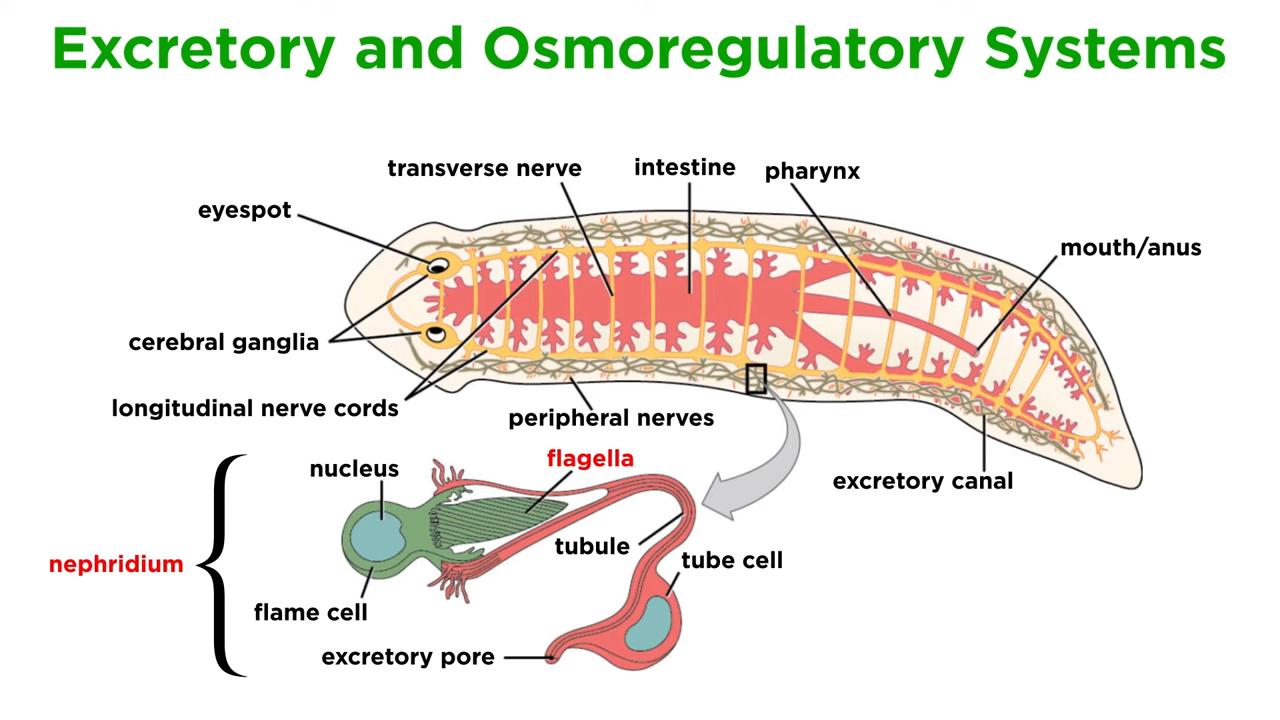 Excretory and Osmoregulatory Systems
transverse nerve
intestine
pharynx
eyespot
mouth/anus
cerebral ganglia
longitudinal nerve cords
peripheral nerves
excretory canal
nucleus
flagella
tubule
tube cell
nephridium
flame cell
excretory pore